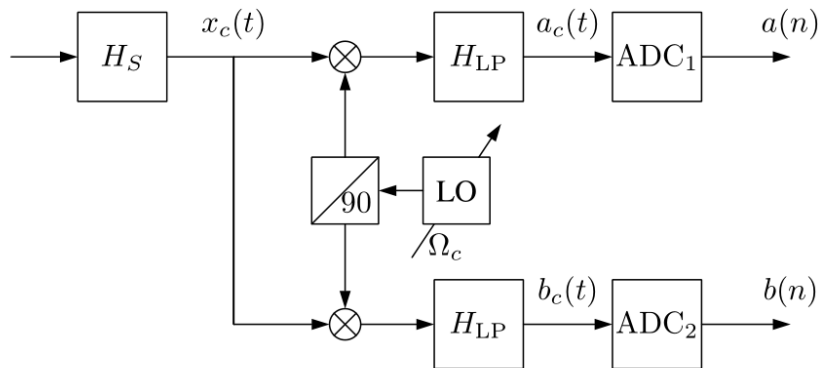 x_c(t) a_c(t) a(n)
H_S H_LP ADC_1
90 LO
Ω_c
b_c(t) b(n)
H_LP ADC_2